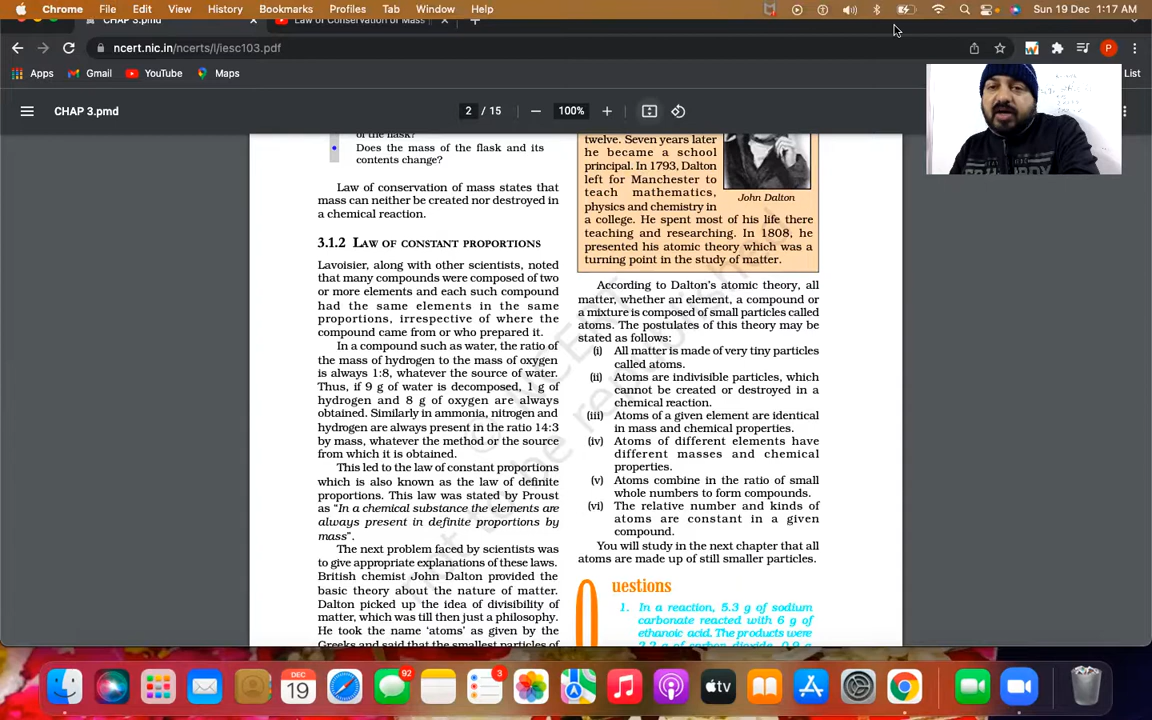 Chrome File Edit View History Bookmarks Profiles Tab Window Help
Sun 19 Dec 1:17 AM
CHAP 3.pmd
Law of Conservation of Mass
ncert.nic.in/ncerts/l/iesc103.pdf
P
Apps Gmail YouTube Maps
List
CHAP 3.pmd
2 / 15
100%
of the flask?
• Does the mass of the flask and its
contents change?
Law of conservation of mass states that
mass can neither be created nor destroyed in
a chemical reaction.
3.1.2 LAW OF CONSTANT PROPORTIONS
Lavoisier, along with other scientists, noted
that many compounds were composed of two
or more elements and each such compound
had the same elements in the same
proportions, irrespective of where the
compound came from or who prepared it.
In a compound such as water, the ratio of
the mass of hydrogen to the mass of oxygen
is always 1:8, whatever the source of water.
Thus, if 9 g of water is decomposed, 1 g of
hydrogen and 8 g of oxygen are always
obtained. Similarly in ammonia, nitrogen and
hydrogen are always present in the ratio 14:3
by mass, whatever the method or the source
from which it is obtained.
This led to the law of constant proportions
which is also known as the law of definite
proportions. This law was stated by Proust
as "In a chemical substance the elements are
always present in definite proportions by
mass".
The next problem faced by scientists was
to give appropriate explanations of these laws.
British chemist John Dalton provided the
basic theory about the nature of matter.
Dalton picked up the idea of divisibility of
matter, which was till then just a philosophy.
He took the name 'atoms' as given by the
Greeks and said that the smallest particles of
twelve. Seven years later
he became a school
principal. In 1793, Dalton
left for Manchester to
teach mathematics,
physics and chemistry in
John Dalton
a college. He spent most of his life there
teaching and researching. In 1808, he
presented his atomic theory which was a
turning point in the study of matter.
According to Dalton's atomic theory, all
matter, whether an element, a compound or
a mixture is composed of small particles called
atoms. The postulates of this theory may be
stated as follows:
(i) All matter is made of very tiny particles
called atoms.
(ii) Atoms are indivisible particles, which
cannot be created or destroyed in a
chemical reaction.
(iii) Atoms of a given element are identical
in mass and chemical properties.
(iv) Atoms of different elements have
different masses and chemical
properties.
(v) Atoms combine in the ratio of small
whole numbers to form compounds.
(vi) The relative number and kinds of
atoms are constant in a given
compound.
You will study in the next chapter that all
atoms are made up of still smaller particles.
Questions
1. In a reaction, 5.3 g of sodium
carbonate reacted with 6 g of
ethanoic acid. The products were
2.2 g of carbon dioxide, 0.9 g
© NCERT
not to be republished
DEC
19
92
3
tv